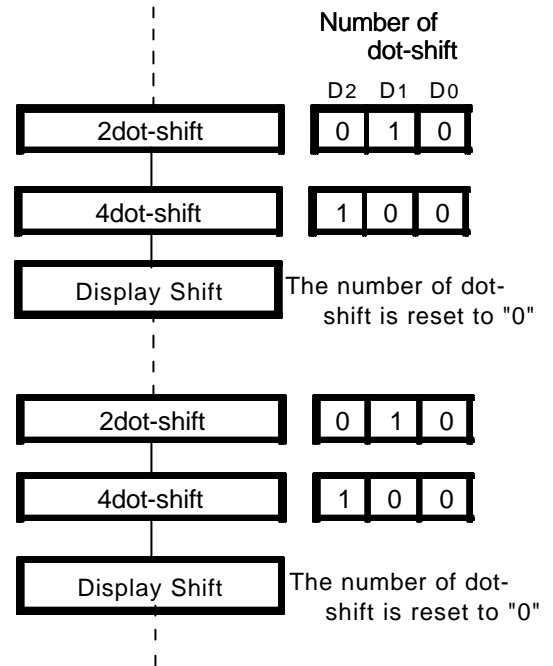 Number of
dot-shift
D2 D1 D0
2dot-shift 0 1 0
4dot-shift 1 0 0
Display Shift The number of dot-
shift is reset to "0"
2dot-shift 0 1 0
4dot-shift 1 0 0
Display Shift The number of dot-
shift is reset to "0"